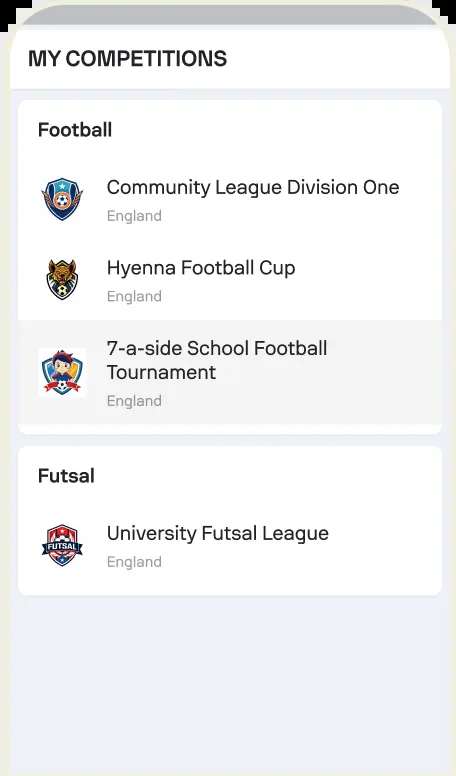 MY COMPETITIONS
Football
Community League Division One
England
Hyenna Football Cup
England
7-a-side School Football
Tournament
England
Futsal
FUTSAL
University Futsal League
England